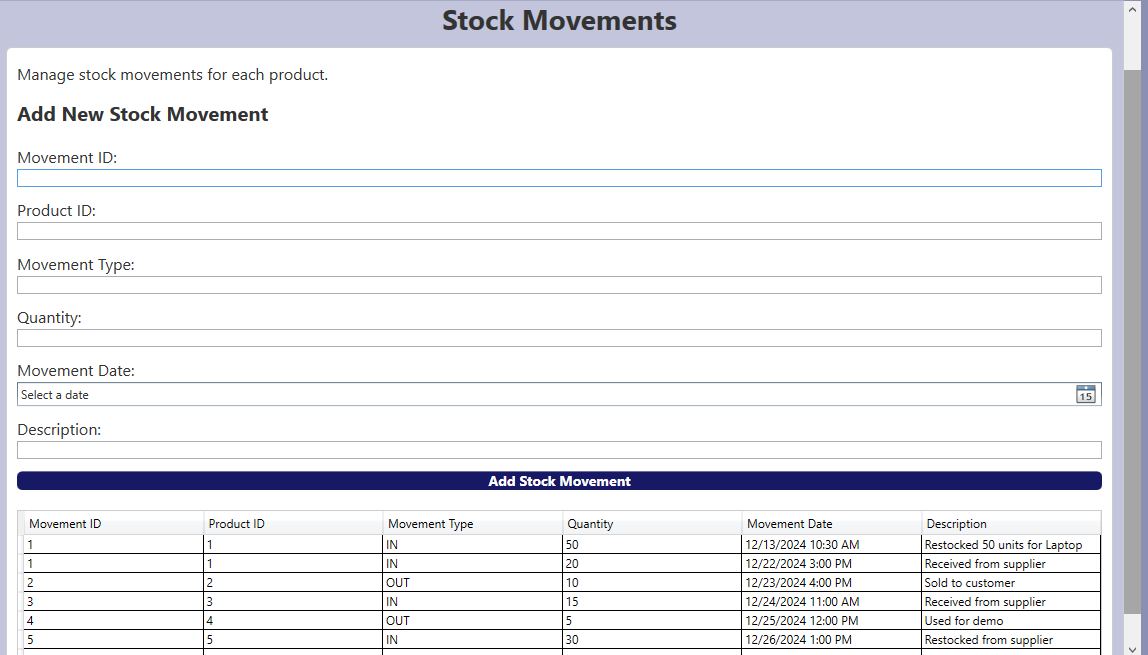 Stock Movements
Manage stock movements for each product.
Add New Stock Movement
Movement ID:
Product ID:
Movement Type:
Quantity:
Movement Date:
Select a date
15
Description:
Add Stock Movement
Movement ID Product ID Movement Type Quantity Movement Date Description
1 1 IN 50 12/13/2024 10:30 AM Restocked 50 units for Laptop
1 1 IN 20 12/22/2024 3:00 PM Received from supplier
2 2 OUT 10 12/23/2024 4:00 PM Sold to customer
3 3 IN 15 12/24/2024 11:00 AM Received from supplier
4 4 OUT 5 12/25/2024 12:00 PM Used for demo
5 5 IN 30 12/26/2024 1:00 PM Restocked from supplier